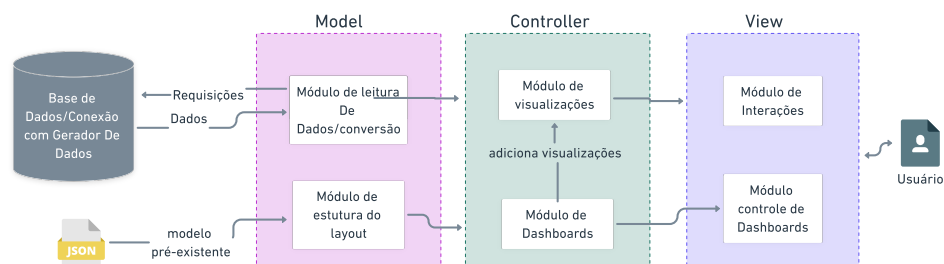 Model
Controller
View
Base de
Dados/Conexão
com Gerador De
Dados
Requisições
Dados
Módulo de leitura
De
Dados/conversão
Módulo de
visualizações
adiciona visualizações
Módulo de
Interações
Usuário
JSON
modelo
pré-existente
Módulo de
estutura do
layout
Módulo de
Dashboards
Módulo
controle de
Dashboards